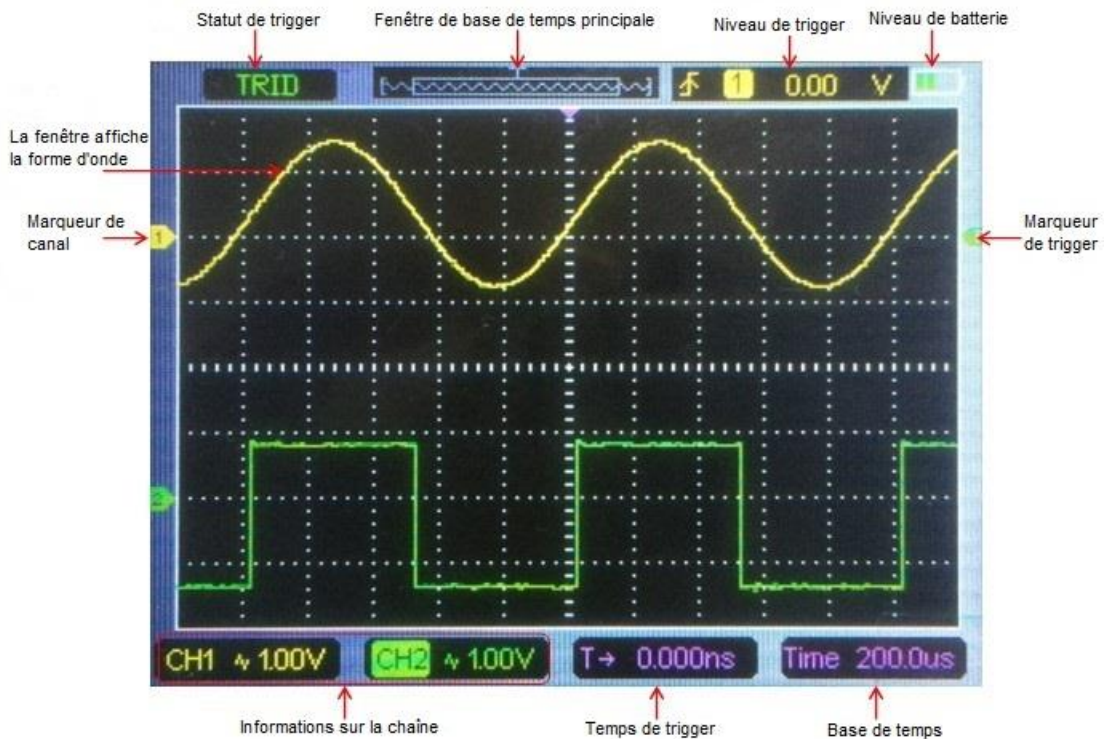 Statut de trigger
Fenêtre de base de temps principale
Niveau de trigger
Niveau de batterie
TRID
1 0.00 V
La fenêtre affiche
la forme d'onde
Marqueur de
canal
1
Marqueur
de trigger
2
CH1 1.00V
CH2 1.00V
T→ 0.000ns
Time 200.0us
Informations sur la chaîne
Temps de trigger
Base de temps